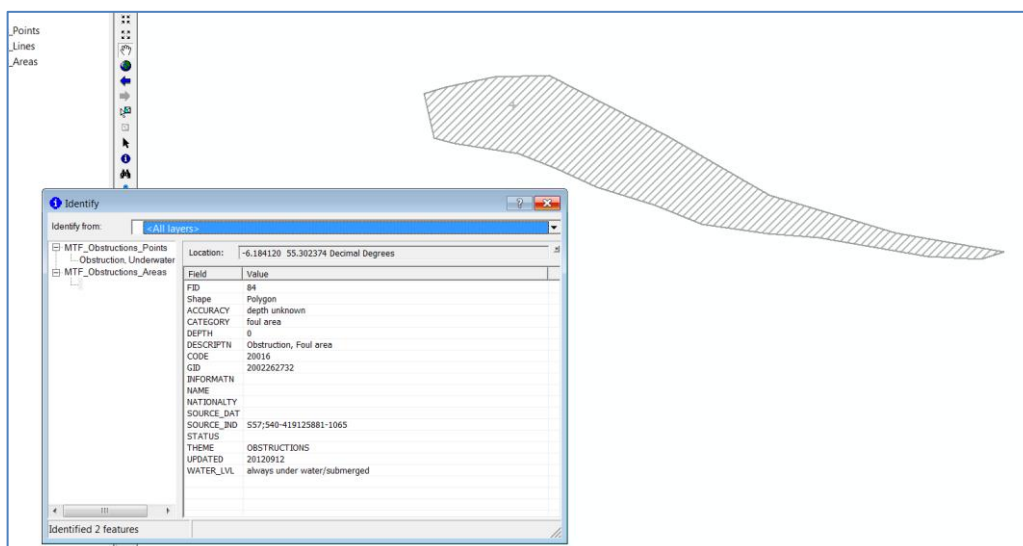 _Points
_Lines
_Areas
Identify
Identify from: <All layers>
MTF_Obstructions_Points
Obstruction, Underwater
MTF_Obstructions_Areas
Location: -6.184120 55.302374 Decimal Degrees
Field Value
FID 84
Shape Polygon
ACCURACY depth unknown
CATEGORY foul area
DEPTH 0
DESCRIPTN Obstruction, Foul area
CODE 20016
GID 2002262732
INFORMATN
NAME
NATIONALTY
SOURCE_DAT
SOURCE_IND S57;540-419125881-1065
STATUS
THEME OBSTRUCTIONS
UPDATED 20120912
WATER_LVL always under water/submerged
Identified 2 features